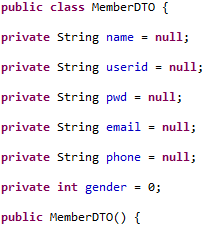 public class MemberDTO {
private String name = null;
private String userid = null;
private String pwd = null;
private String email = null;
private String phone = null;
private int gender = 0;
public MemberDTO() {